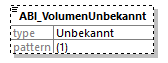 ABI_VolumenUnbekannt
type Unbekannt
pattern (1)